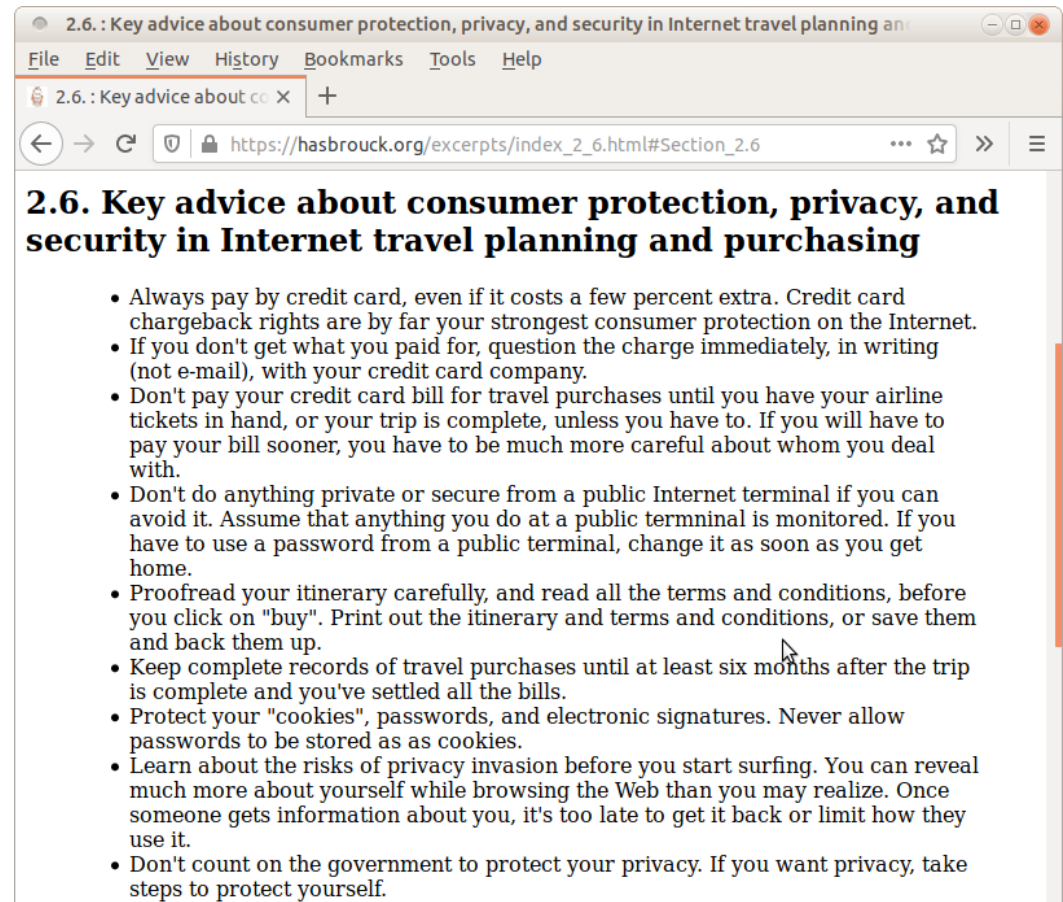 2.6. : Key advice about consumer protection, privacy, and security in Internet travel planning an
File Edit View History Bookmarks Tools Help
2.6. : Key advice about co
https://hasbrouck.org/excerpts/index_2_6.html#Section_2.6
2.6. Key advice about consumer protection, privacy, and
security in Internet travel planning and purchasing
• Always pay by credit card, even if it costs a few percent extra. Credit card
chargeback rights are by far your strongest consumer protection on the Internet.
• If you don't get what you paid for, question the charge immediately, in writing
(not e-mail), with your credit card company.
• Don't pay your credit card bill for travel purchases until you have your airline
tickets in hand, or your trip is complete, unless you have to. If you will have to
pay your bill sooner, you have to be much more careful about whom you deal
with.
• Don't do anything private or secure from a public Internet terminal if you can
avoid it. Assume that anything you do at a public termninal is monitored. If you
have to use a password from a public terminal, change it as soon as you get
home.
• Proofread your itinerary carefully, and read all the terms and conditions, before
you click on "buy". Print out the itinerary and terms and conditions, or save them
and back them up.
• Keep complete records of travel purchases until at least six months after the trip
is complete and you've settled all the bills.
• Protect your "cookies", passwords, and electronic signatures. Never allow
passwords to be stored as as cookies.
• Learn about the risks of privacy invasion before you start surfing. You can reveal
much more about yourself while browsing the Web than you may realize. Once
someone gets information about you, it's too late to get it back or limit how they
use it.
• Don't count on the government to protect your privacy. If you want privacy, take
steps to protect yourself.